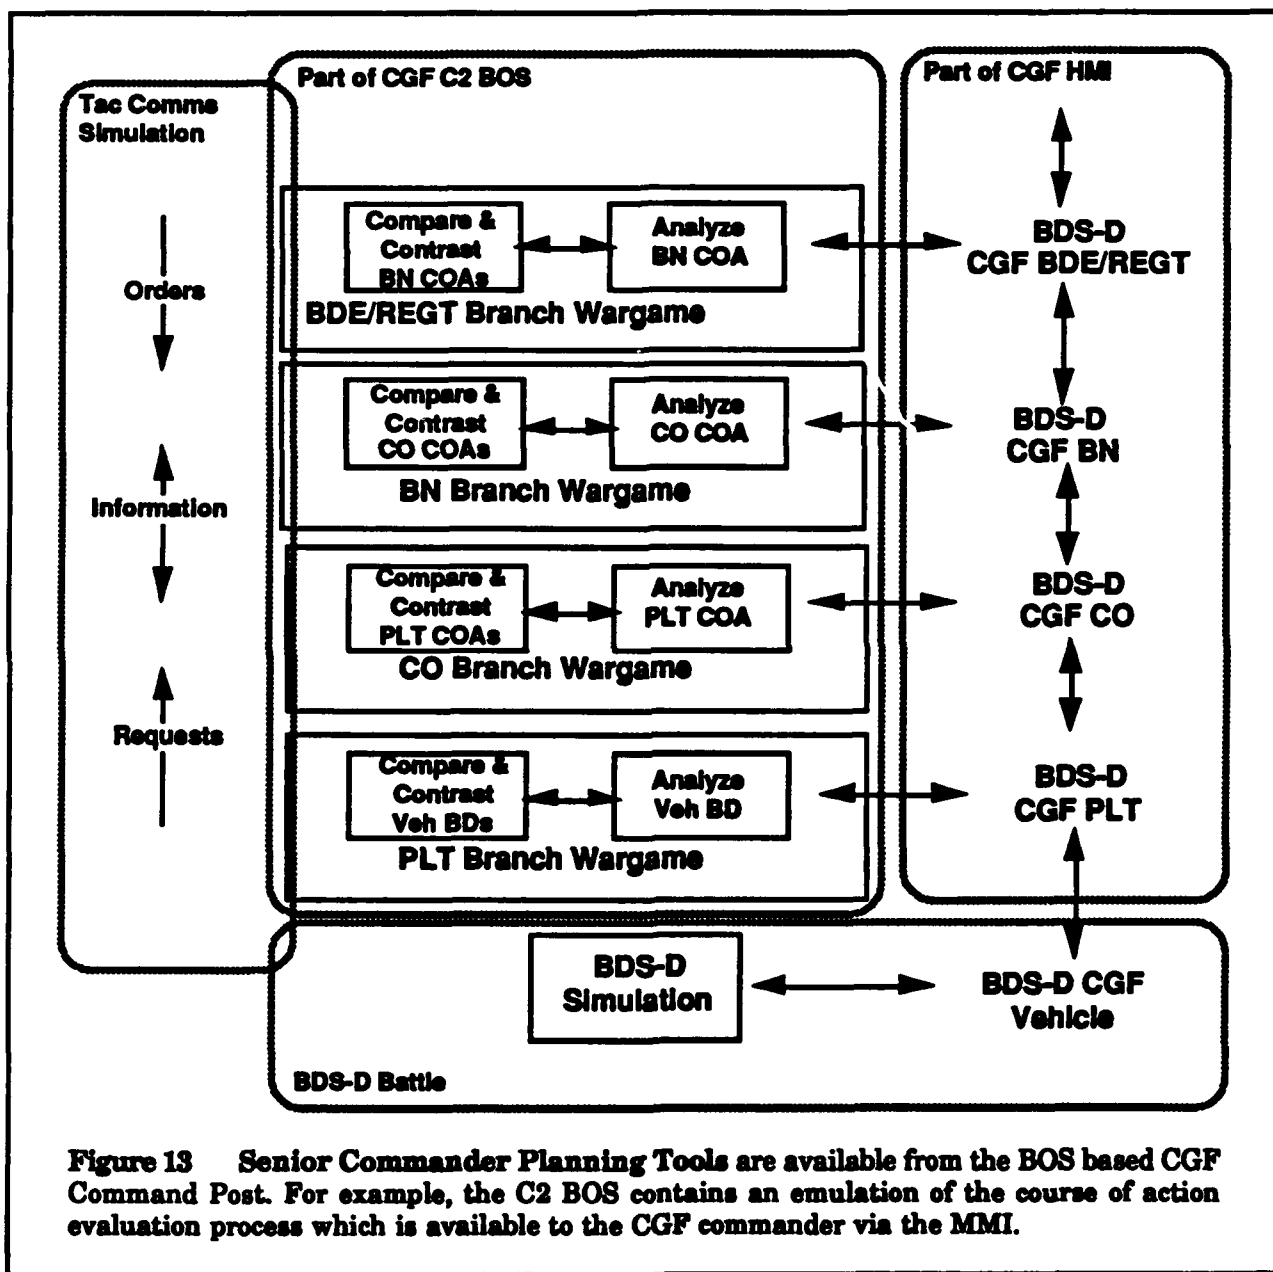 Part of CGF C2 BOS
Part of CGF HMI
Tac Comms
Simulation
Orders
Information
Requests
Compare &
Contrast
BN COAs
Analyze
BN COA
BDE/REGT Branch Wargame
BDS-D
CGF BDE/REGT
Compare &
Contrast
CO COAs
Analyze
CO COA
BN Branch Wargame
BDS-D
CGF BN
Compare &
Contrast
PLT COAs
Analyze
PLT COA
CO Branch Wargame
BDS-D
CGF CO
Compare &
Contrast
Veh BDs
Analyze
Veh BD
PLT Branch Wargame
BDS-D
CGF PLT
BDS-D
Simulation
BDS-D CGF
Vehicle
BDS-D Battle
Figure 13 Senior Commander Planning Tools are available from the BOS based CGF
Command Post. For example, the C2 BOS contains an emulation of the course of action
evaluation process which is available to the CGF commander via the MMI.